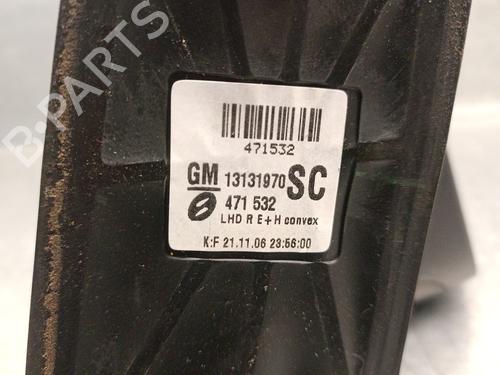 B-PARTS
471532
GM 13131970 SC
471 532
LHD R E+H convex
K:F 21.11.06 23:56:00